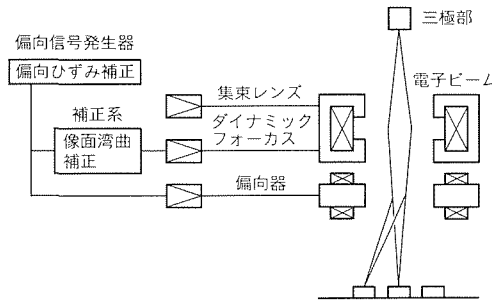 三極部
偏向信号発生器
偏向ひずみ補正
電子ビーム
集束レンズ
補正系
ダイナミック
フォーカス
像面湾曲
補正
偏向器